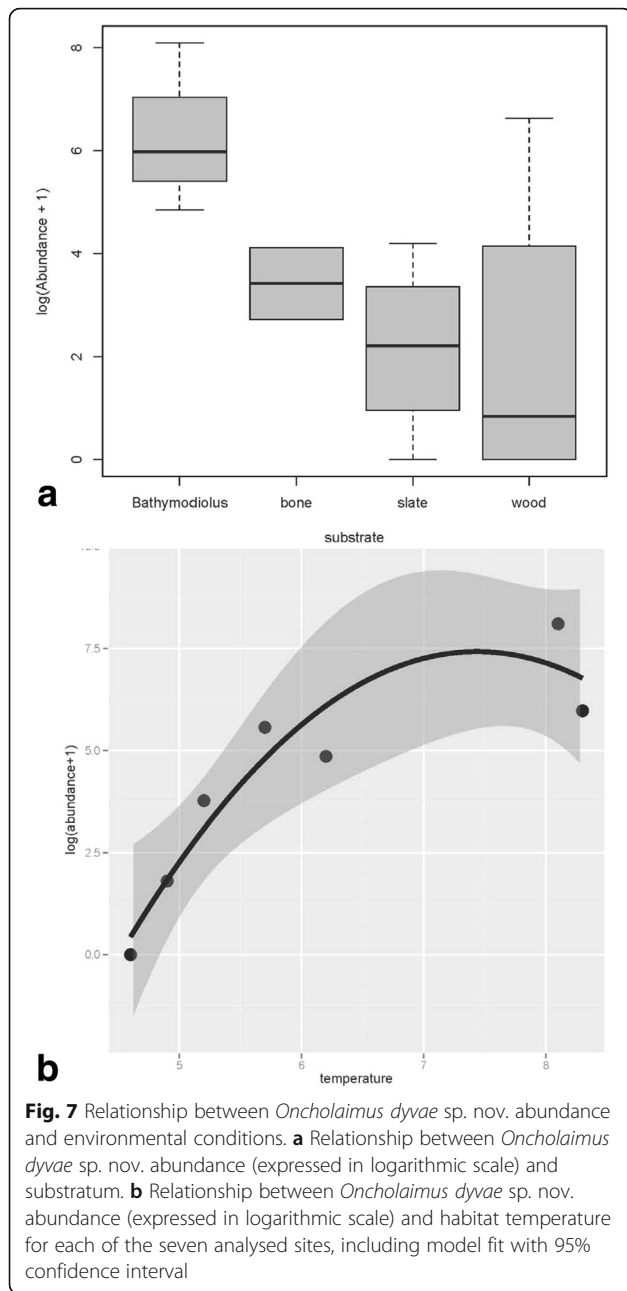 8
6
4
2
0
log(Abundance + 1)
Bathymodiolus bone slate wood
substrate
a
10.0
7.5
5.0
2.5
0.0
log(abundance+1)
5 6 7 8
temperature
b
Fig. 7 Relationship between Oncholaimus dyvae sp. nov. abundance
and environmental conditions. a Relationship between Oncholaimus
dyvae sp. nov. abundance (expressed in logarithmic scale) and
substratum. b Relationship between Oncholaimus dyvae sp. nov.
abundance (expressed in logarithmic scale) and habitat temperature
for each of the seven analysed sites, including model fit with 95%
confidence interval